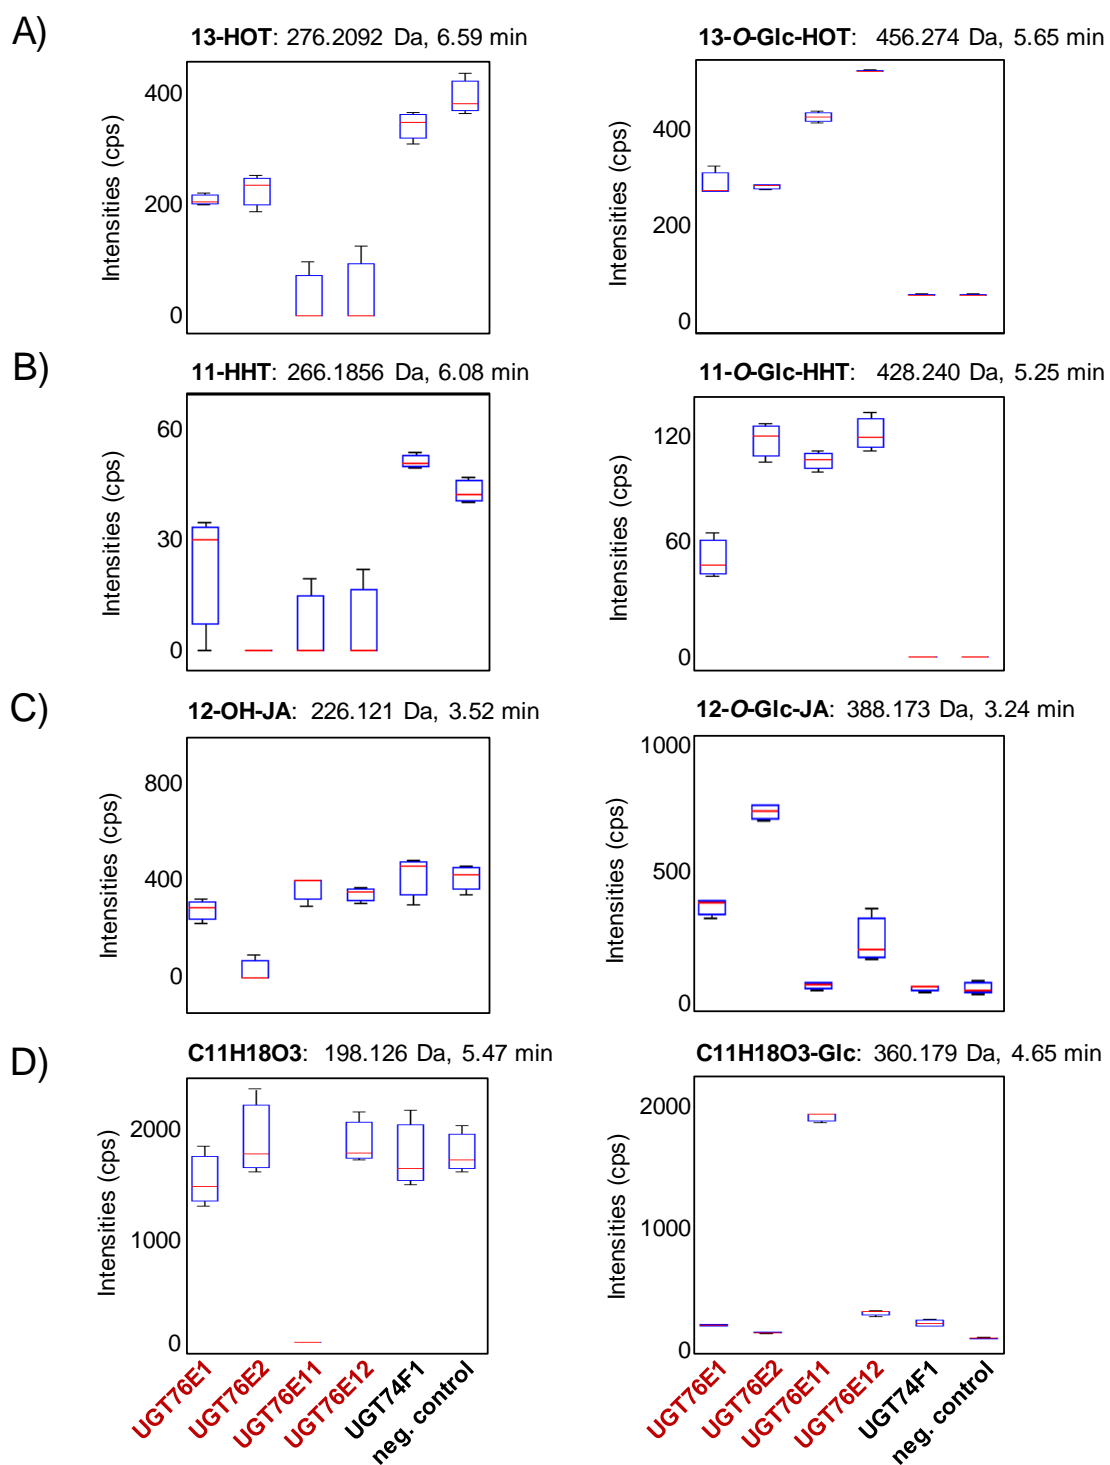 A)
13-HOT: 276.2092 Da, 6.59 min
Intensities (cps)
400
200
0
13-O-Glc-HOT: 456.274 Da, 5.65 min
Intensities (cps)
400
200
0
B)
11-HHT: 266.1856 Da, 6.08 min
Intensities (cps)
60
30
0
11-O-Glc-HHT: 428.240 Da, 5.25 min
Intensities (cps)
120
60
0
C)
12-OH-JA: 226.121 Da, 3.52 min
Intensities (cps)
800
400
0
12-O-Glc-JA: 388.173 Da, 3.24 min
Intensities (cps)
1000
500
0
D)
C11H18O3: 198.126 Da, 5.47 min
Intensities (cps)
2000
1000
0
C11H18O3-Glc: 360.179 Da, 4.65 min
Intensities (cps)
2000
1000
0
UGT76E1
UGT76E2
UGT76E11
UGT76E12
UGT74F1
neg. control
UGT76E1
UGT76E2
UGT76E11
UGT76E12
UGT74F1
neg. control